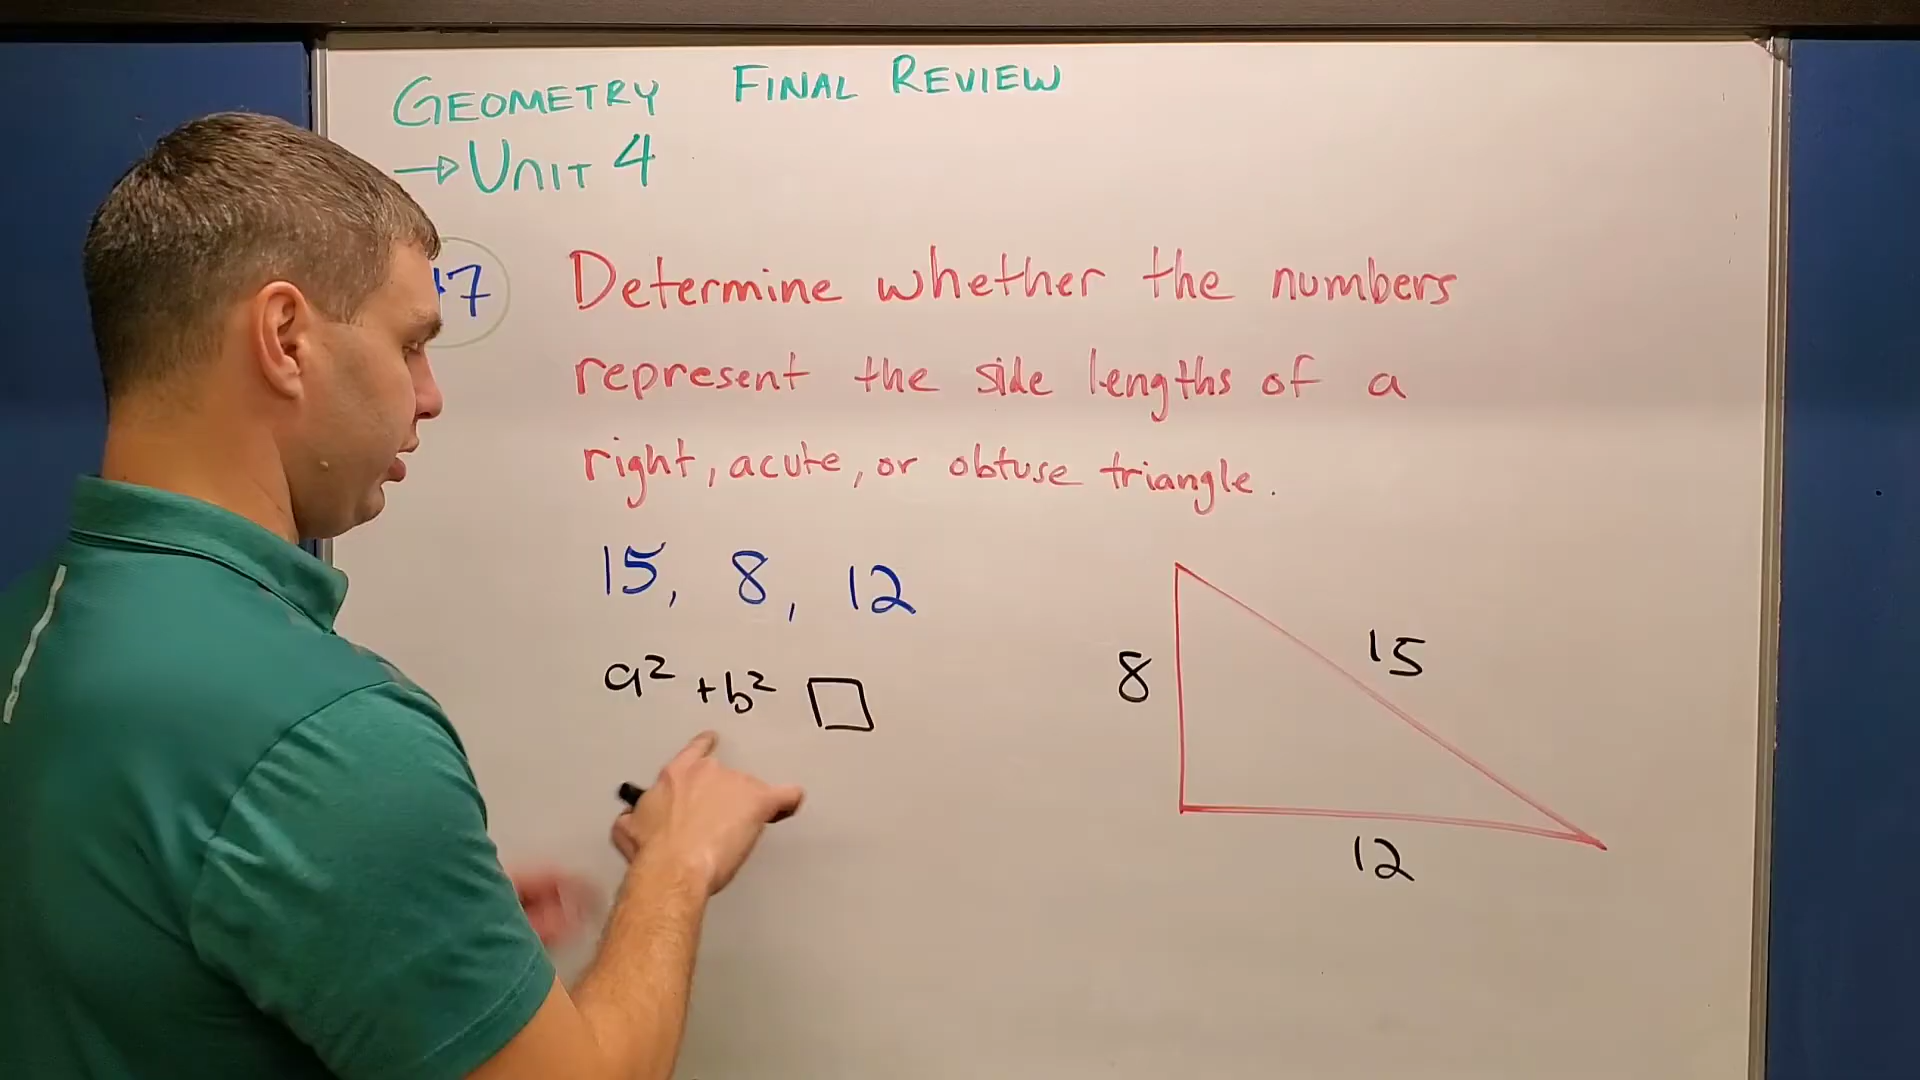 GEOMETRY FINAL REVIEW
→ UNIT 4
7
Determine whether the numbers
represent the side lengths of a
right, acute, or obtuse triangle.
15, 8, 12
a² + b² □
8
15
12